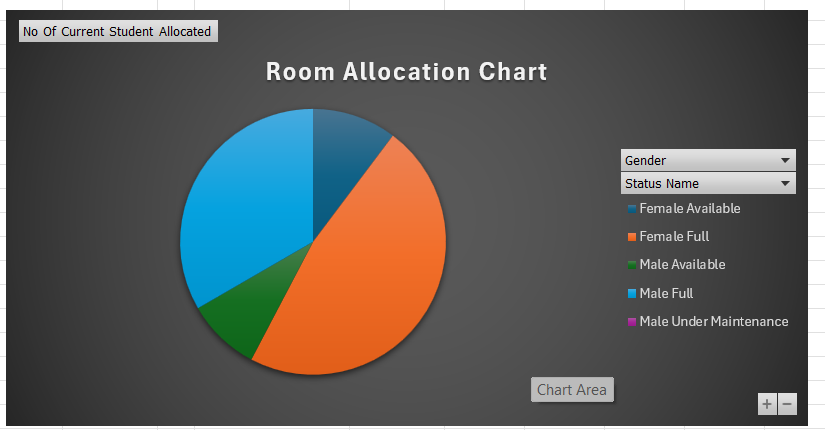 No Of Current Student Allocated
Room Allocation Chart
Gender
Status Name
Female Available
Female Full
Male Available
Male Full
Male Under Maintenance
Chart Area
+ −